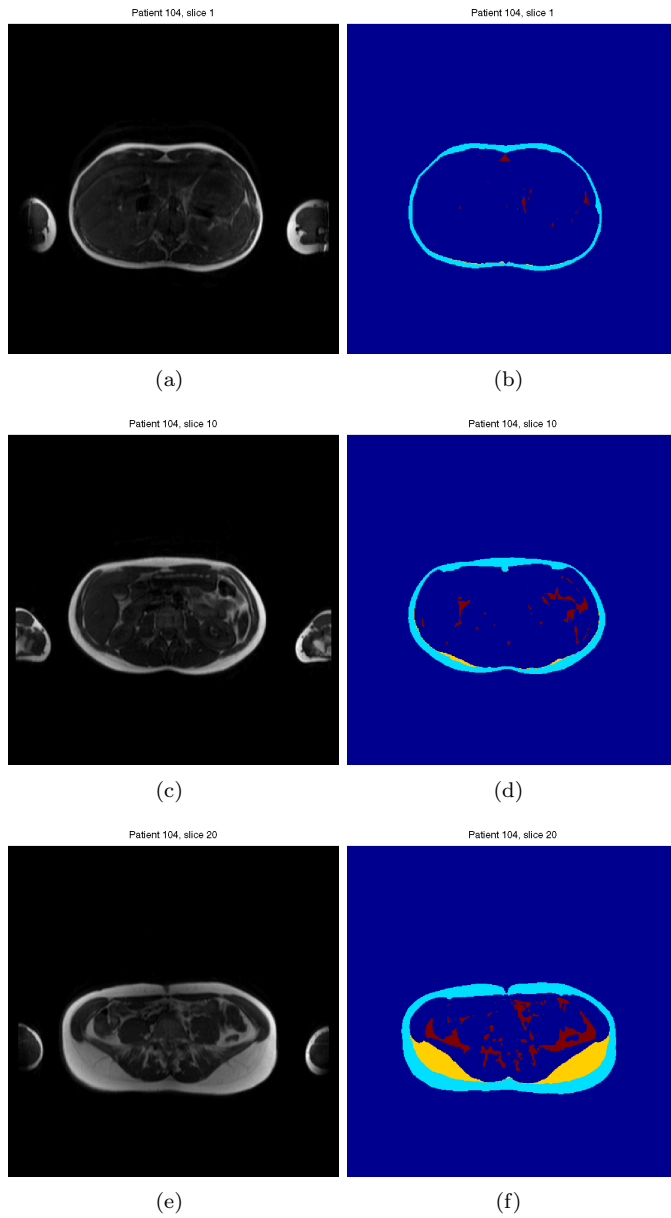 Patient 104, slice 1
Patient 104, slice 1
(a)
(b)
Patient 104, slice 10
Patient 104, slice 10
(c)
(d)
Patient 104, slice 20
Patient 104, slice 20
(e)
(f)